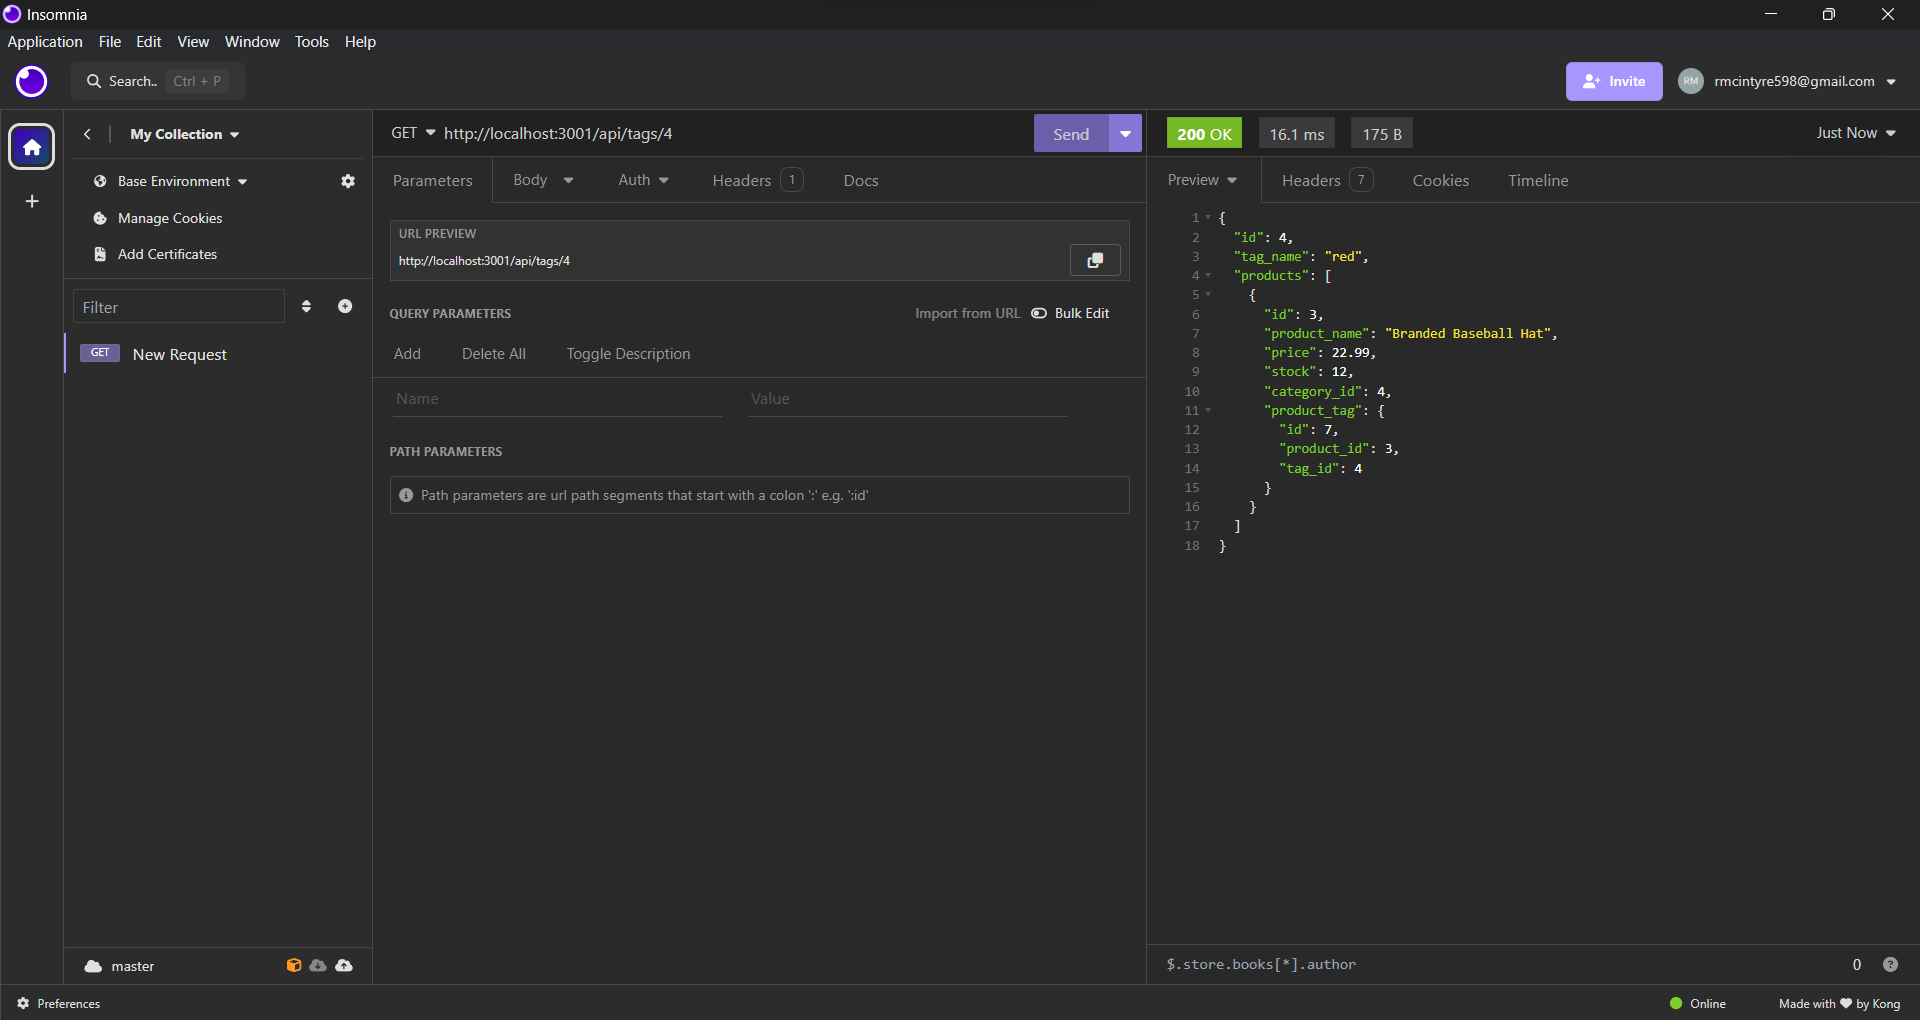 Insomnia
Application File Edit View Window Tools Help
Search.. Ctrl + P
Invite
RM rmcintyre598@gmail.com
My Collection
Base Environment
Manage Cookies
Add Certificates
Filter
GET New Request
master
GET http://localhost:3001/api/tags/4
Send
Parameters Body Auth Headers 1 Docs
URL PREVIEW
http://localhost:3001/api/tags/4
QUERY PARAMETERS
Import from URL Bulk Edit
Add Delete All Toggle Description
Name Value
PATH PARAMETERS
Path parameters are url path segments that start with a colon ':' e.g. ':id'
200 OK 16.1 ms 175 B
Just Now
Preview Headers 7 Cookies Timeline
1 {
2 "id": 4,
3 "tag_name": "red",
4 "products": [
5 {
6 "id": 3,
7 "product_name": "Branded Baseball Hat",
8 "price": 22.99,
9 "stock": 12,
10 "category_id": 4,
11 "product_tag": {
12 "id": 7,
13 "product_id": 3,
14 "tag_id": 4
15 }
16 }
17 ]
18 }
$.store.books[*].author
0
Preferences
Online
Made with ♥ by Kong